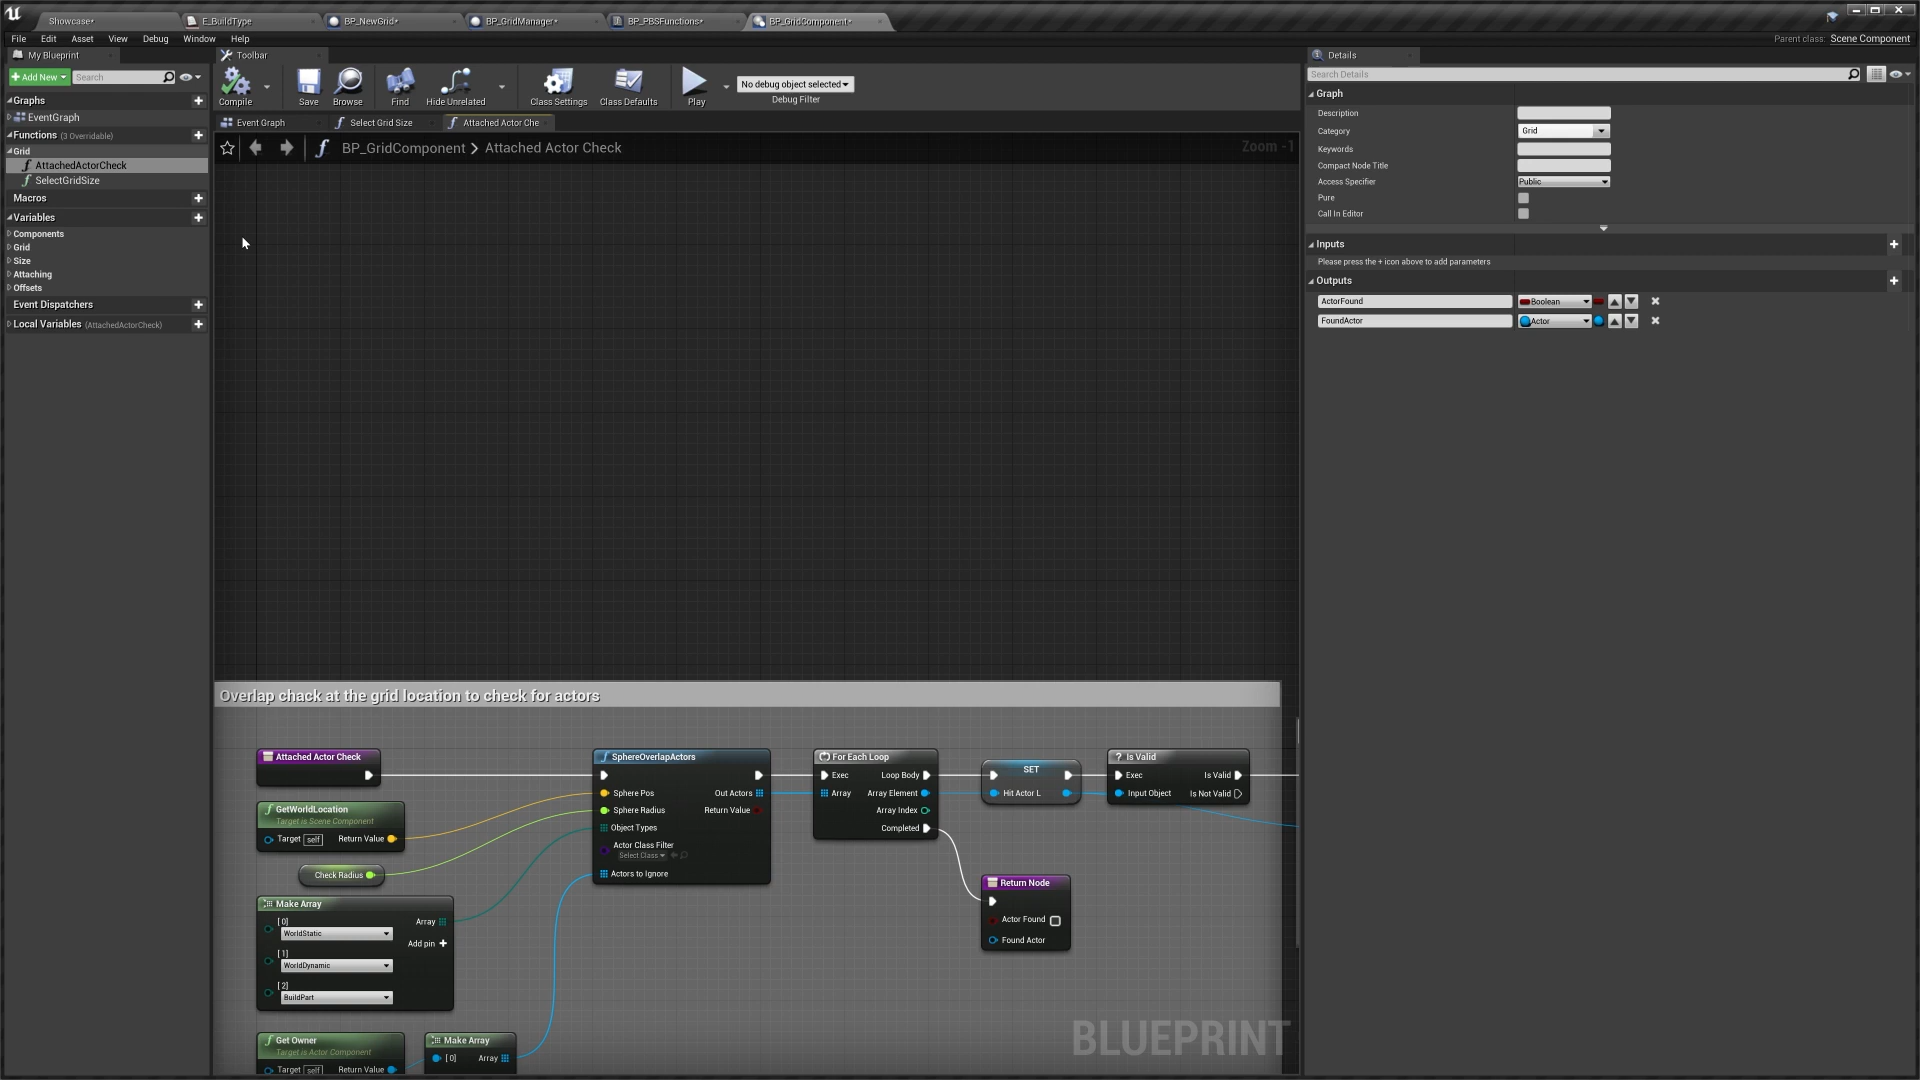 Showcase*
E_BuildType
BP_NewGrid*
BP_GridManager*
BP_PBSFunctions*
BP_GridComponent*
File Edit Asset View Debug Window Help
Parent class: Scene Component
My Blueprint
Toolbar
Details
Add New
Search
Compile
Save
Browse
Find
Hide Unrelated
Class Settings
Class Defaults
Play
No debug object selected
Debug Filter
Search Details
Graphs
EventGraph
Functions (3 Overridable)
Grid
AttachedActorCheck
SelectGridSize
Macros
Variables
Components
Grid
Size
Attaching
Offsets
Event Dispatchers
Local Variables (AttachedActorCheck)
Event Graph
Select Grid Size
Attached Actor Che
BP_GridComponent > Attached Actor Check
Zoom -1
Graph
Description
Category Grid
Keywords
Compact Node Title
Access Specifier Public
Pure
Call In Editor
Inputs
Please press the + icon above to add parameters
Outputs
ActorFound Boolean
FoundActor Actor
Overlap chack at the grid location to check for actors
Attached Actor Check
GetWorldLocation
Target is Scene Component
Target self Return Value
Check Radius
Make Array
[0]
WorldStatic
Array
Add pin +
[1]
WorldDynamic
[2]
BuildPart
Get Owner
Target is Actor Component
Target self Return Value
Make Array
[0] Array
SphereOverlapActors
Sphere Pos Out Actors
Sphere Radius Return Value
Object Types
Actor Class Filter
Select Class
Actors to Ignore
For Each Loop
Exec Loop Body
Array Array Element
Array Index
Completed
SET
Hit Actor L
Is Valid
Exec Is Valid
Input Object Is Not Valid
Return Node
Actor Found
Found Actor
BLUEPRINT